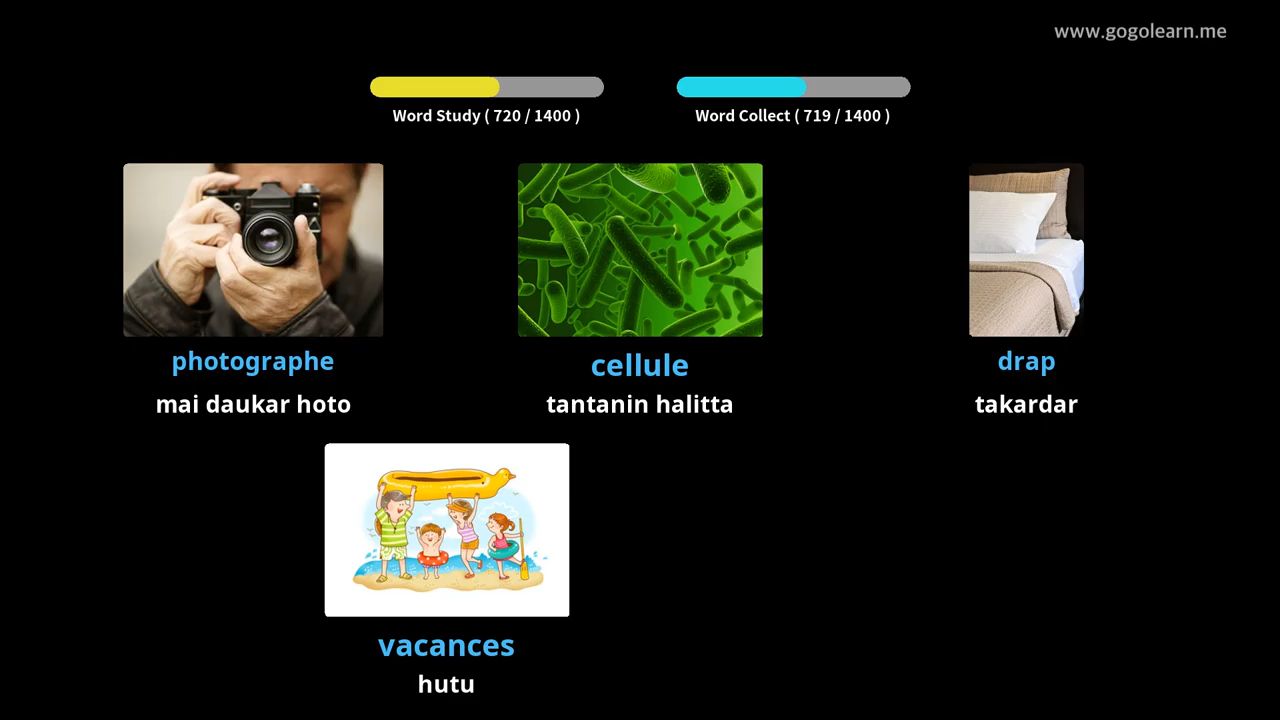 www.gogolearn.me
Word Study ( 720 / 1400 )
Word Collect ( 719 / 1400 )
photographe
mai daukar hoto
cellule
tantanin halitta
drap
takardar
vacances
hutu